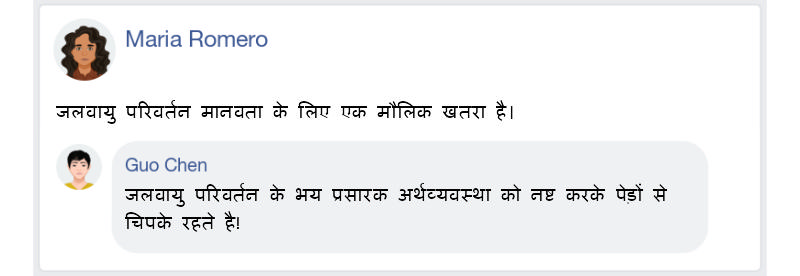 Maria Romero
जलवायु परिवर्तन मानवता के लिए एक मौलिक खतरा है।
Guo Chen
जलवायु परिवर्तन के भय प्रसारक अर्थव्यवस्था को नष्ट करके पेड़ों से
चिपके रहते है!